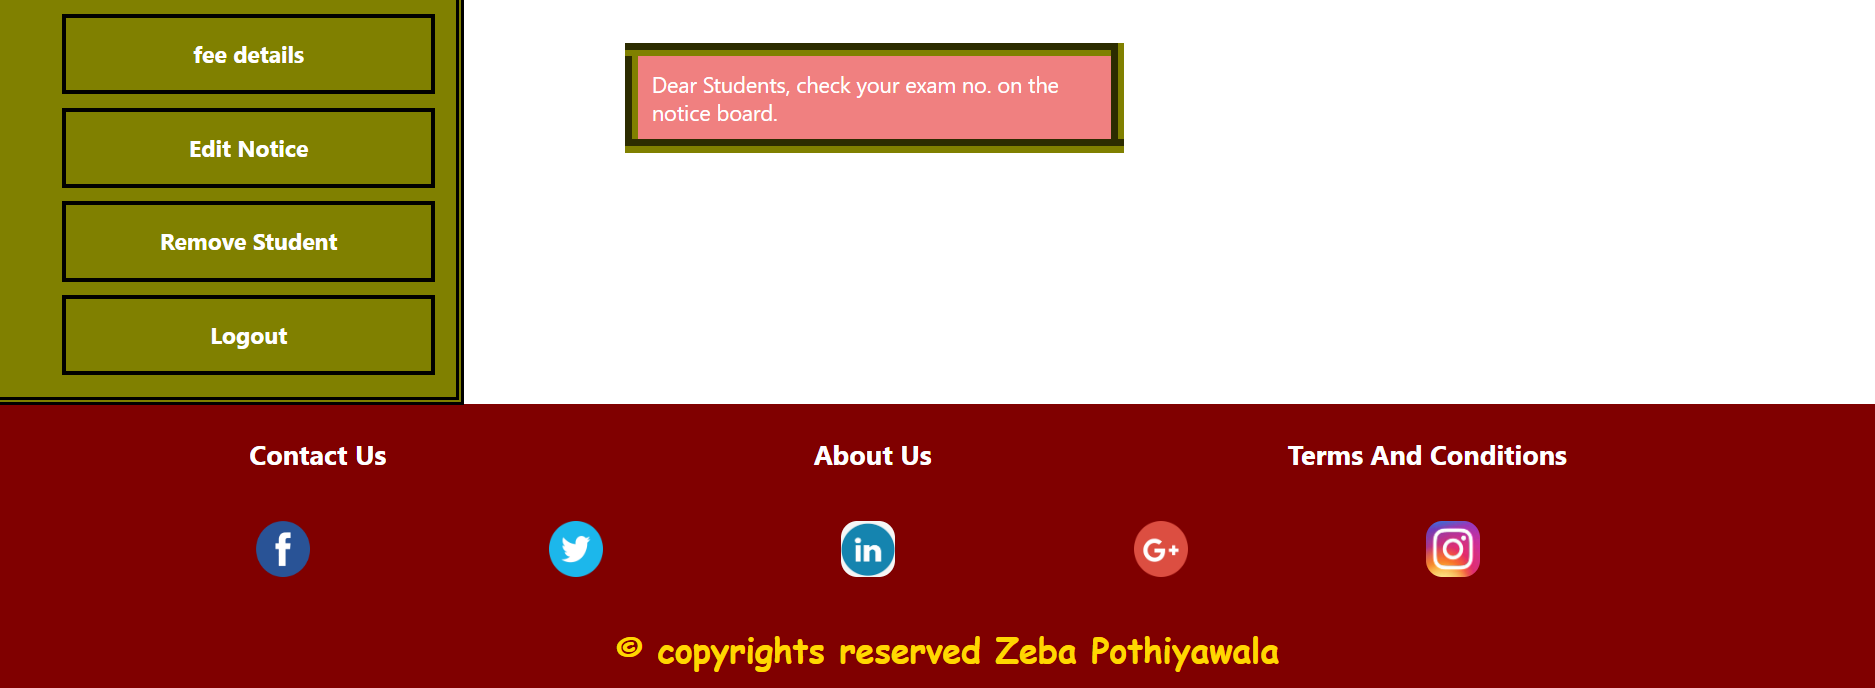 fee details
Edit Notice
Remove Student
Logout
Dear Students, check your exam no. on the
notice board.
Contact Us
About Us
Terms And Conditions
f
in
G+
© copyrights reserved Zeba Pothiyawala